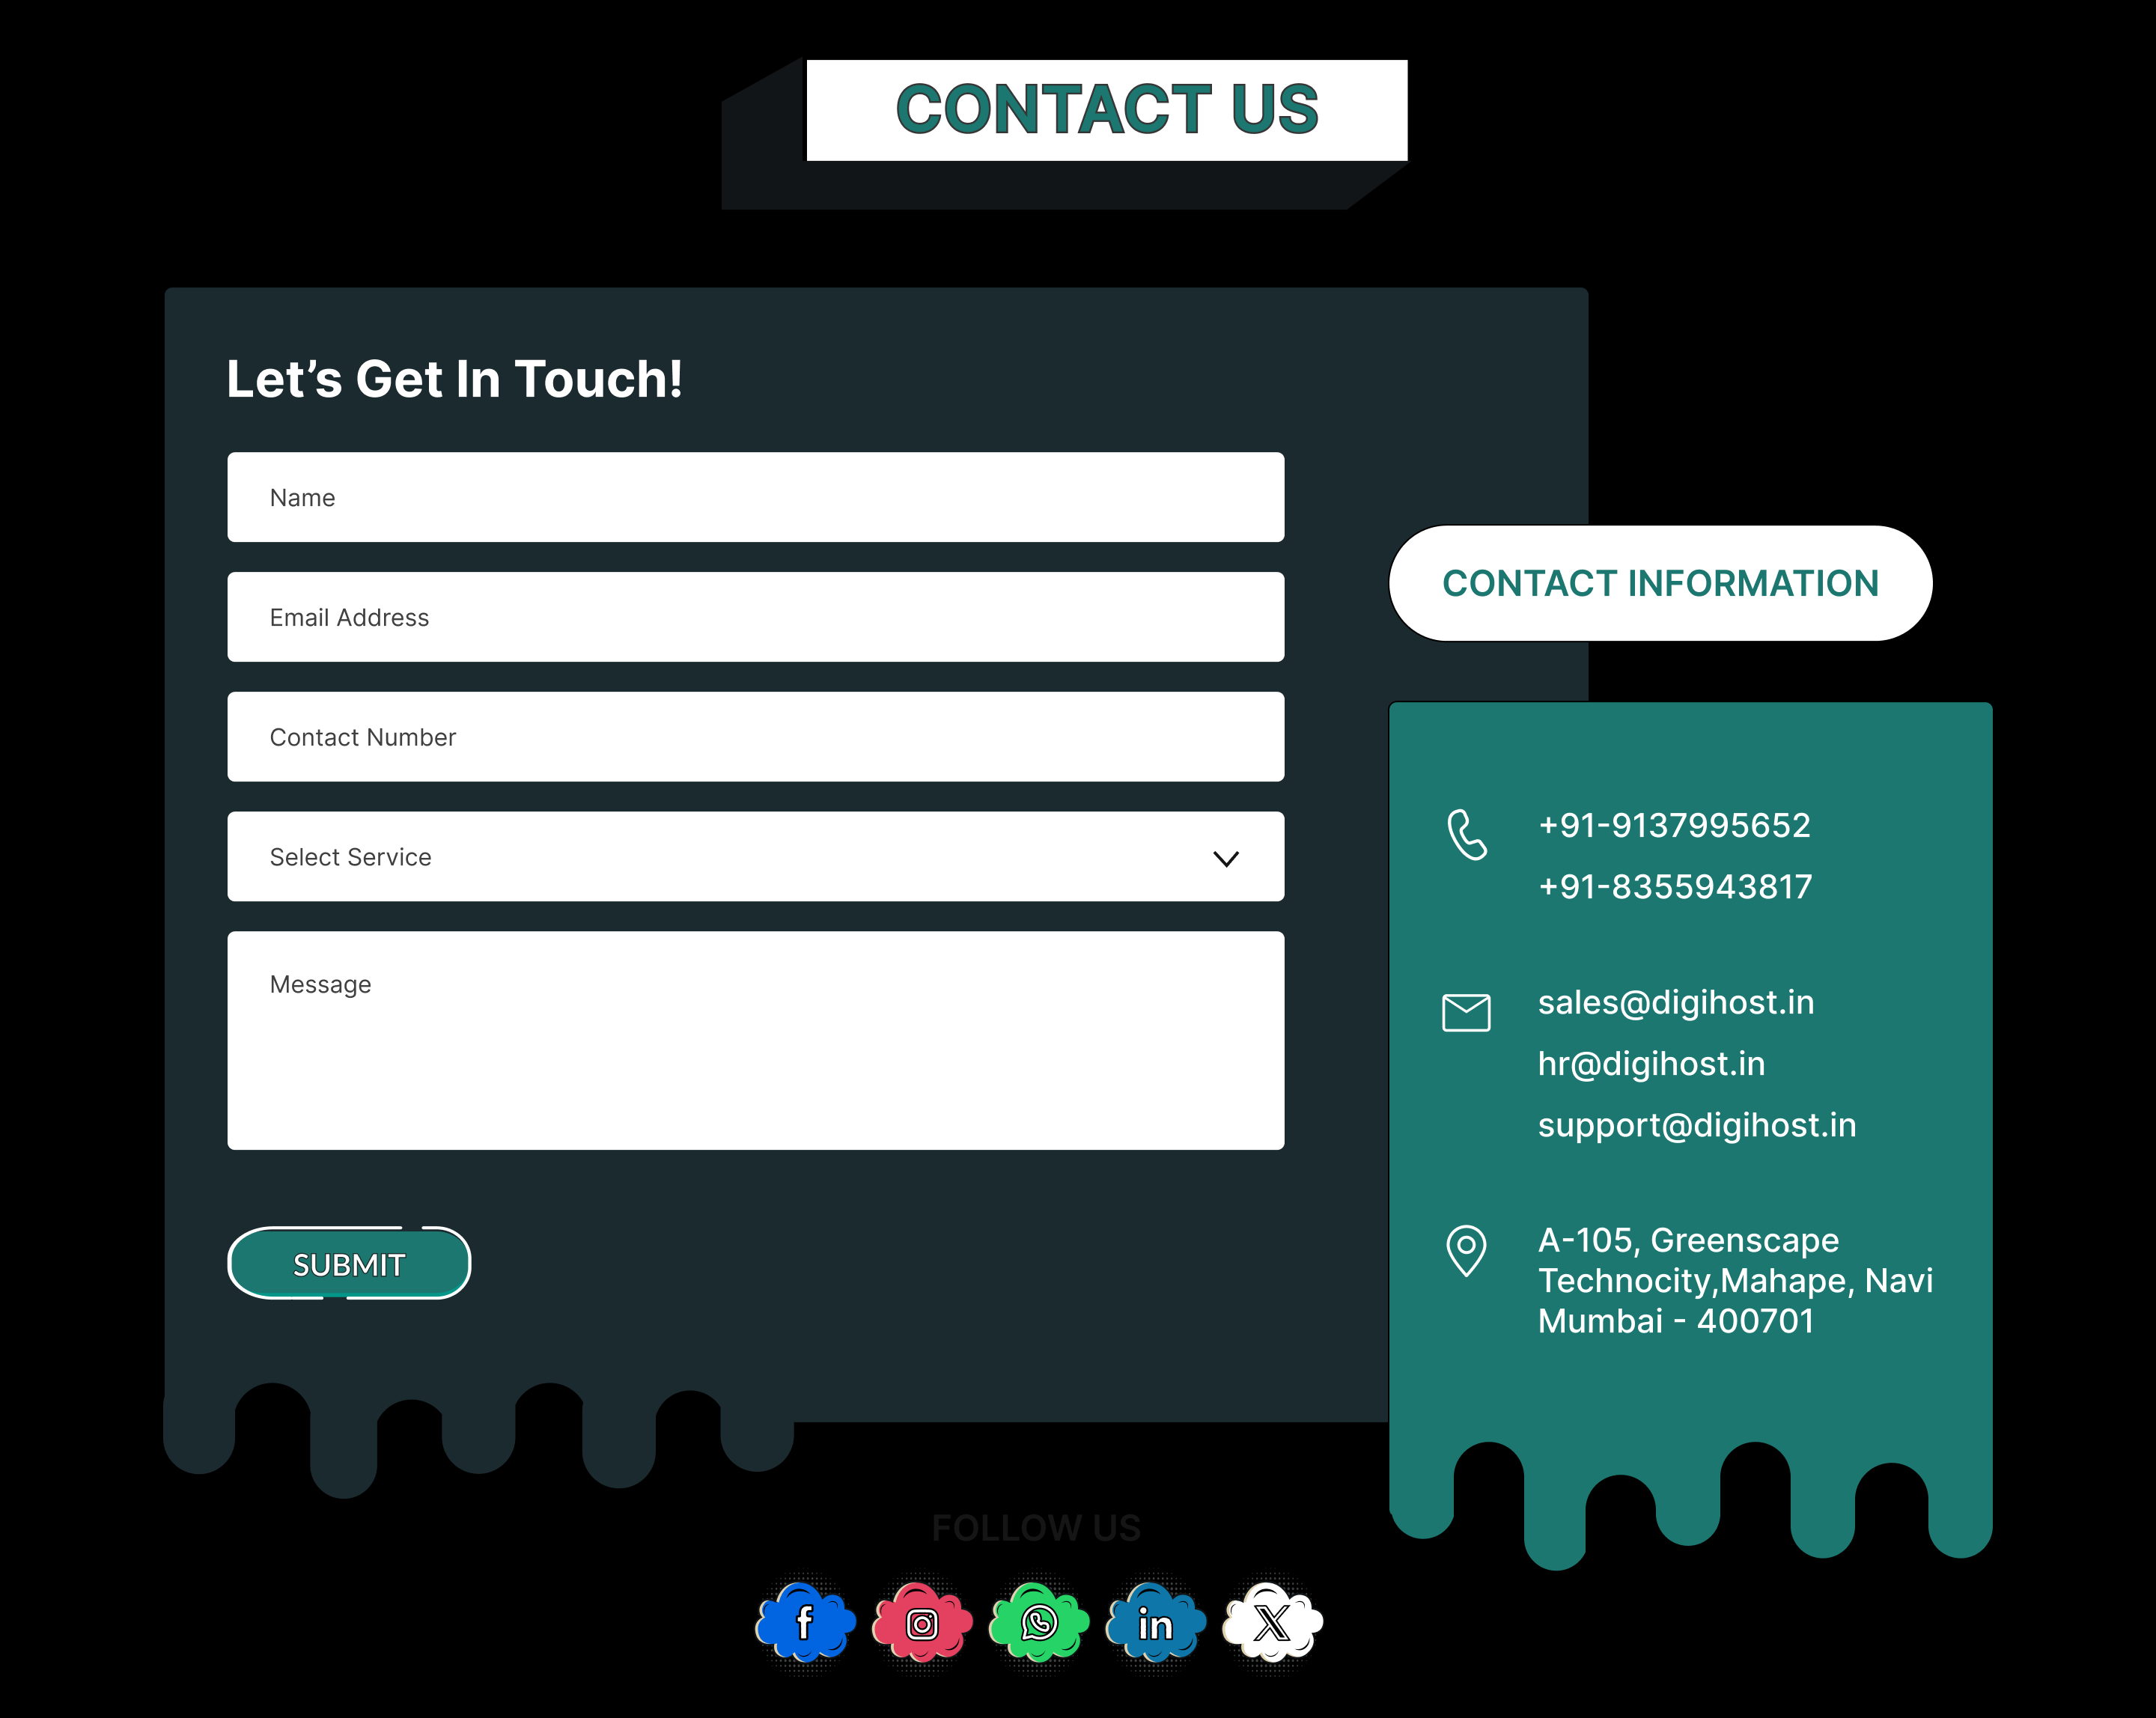 CONTACT US
Let’s Get In Touch!
Name
Email Address
Contact Number
Select Service
Message
SUBMIT
CONTACT INFORMATION
+91-9137995652
+91-8355943817
sales@digihost.in
hr@digihost.in
support@digihost.in
A-105, Greenscape
Technocity,Mahape, Navi
Mumbai - 400701
FOLLOW US